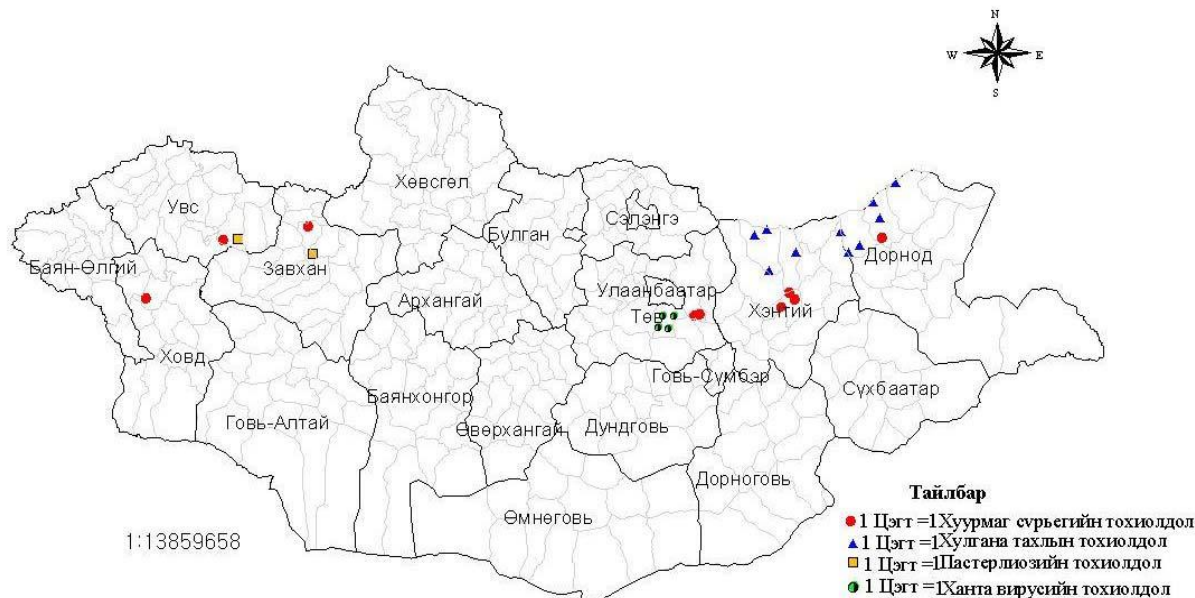 N
W E
S
Хөвсгөл
Увс
Сэлэнгэ
Булган
Дорнод
Баян-Өлгий
Завхан
Архангай
Улаанбаатар
Төв
Хэнтий
Ховд
Говь-Сүмбэр
Сүхбаатар
Баянхонгор
Говь-Алтай
Өвөрхангай
Дундговь
Дорноговь
Өмнөговь
1:13859658
Тайлбар
1 Цэгт =1Хуурмаг сурьегийн тохиолдол
1 Цэгт =1Хулгана тахлын тохиолдол
1 Цэгт =1Пастерлиозийн тохиолдол
1 Цэгт =1Ханта вирусийн тохиолдол